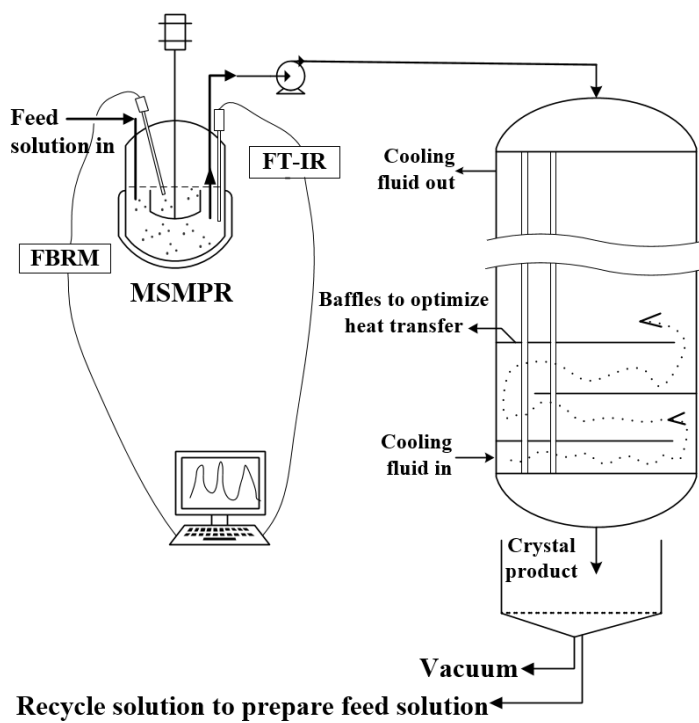 Feed
solution in
FT-IR
FBRM
MSMPR
Cooling
fluid out
Baffles to optimize
heat transfer
Cooling
fluid in
Crystal
product
Vacuum
Recycle solution to prepare feed solution